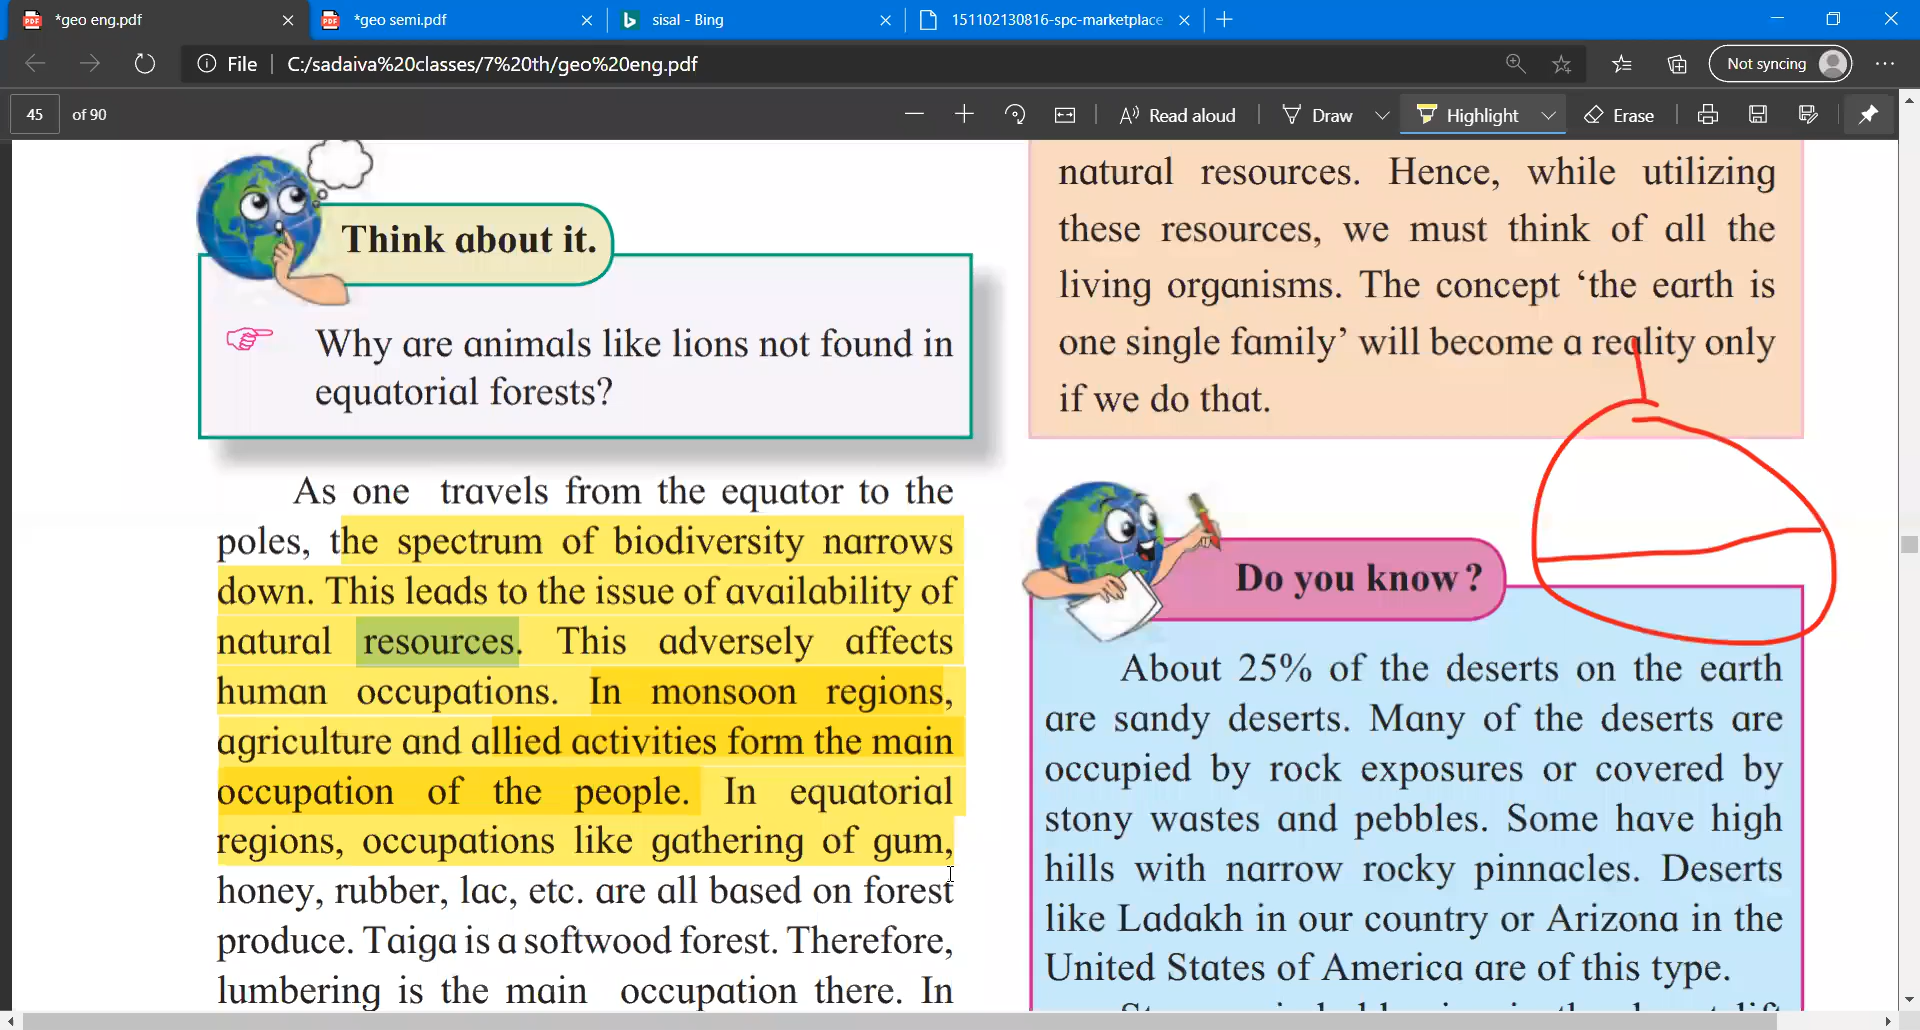 *geo eng.pdf
*geo semi.pdf
sisal - Bing
151102130816-spc-marketplace
File
C:/sadaiva%20classes/7%20th/geo%20eng.pdf
Not syncing
45 of 90
Read aloud
Draw
Highlight
Erase
Think about it.
Why are animals like lions not found in
equatorial forests?
As one travels from the equator to the
poles, the spectrum of biodiversity narrows
down. This leads to the issue of availability of
natural resources. This adversely affects
human occupations. In monsoon regions,
agriculture and allied activities form the main
occupation of the people. In equatorial
regions, occupations like gathering of gum,
honey, rubber, lac, etc. are all based on forest
produce. Taiga is a softwood forest. Therefore,
lumbering is the main occupation there. In
natural resources. Hence, while utilizing
these resources, we must think of all the
living organisms. The concept ‘the earth is
one single family’ will become a reality only
if we do that.
Do you know?
About 25% of the deserts on the earth
are sandy deserts. Many of the deserts are
occupied by rock exposures or covered by
stony wastes and pebbles. Some have high
hills with narrow rocky pinnacles. Deserts
like Ladakh in our country or Arizona in the
United States of America are of this type.